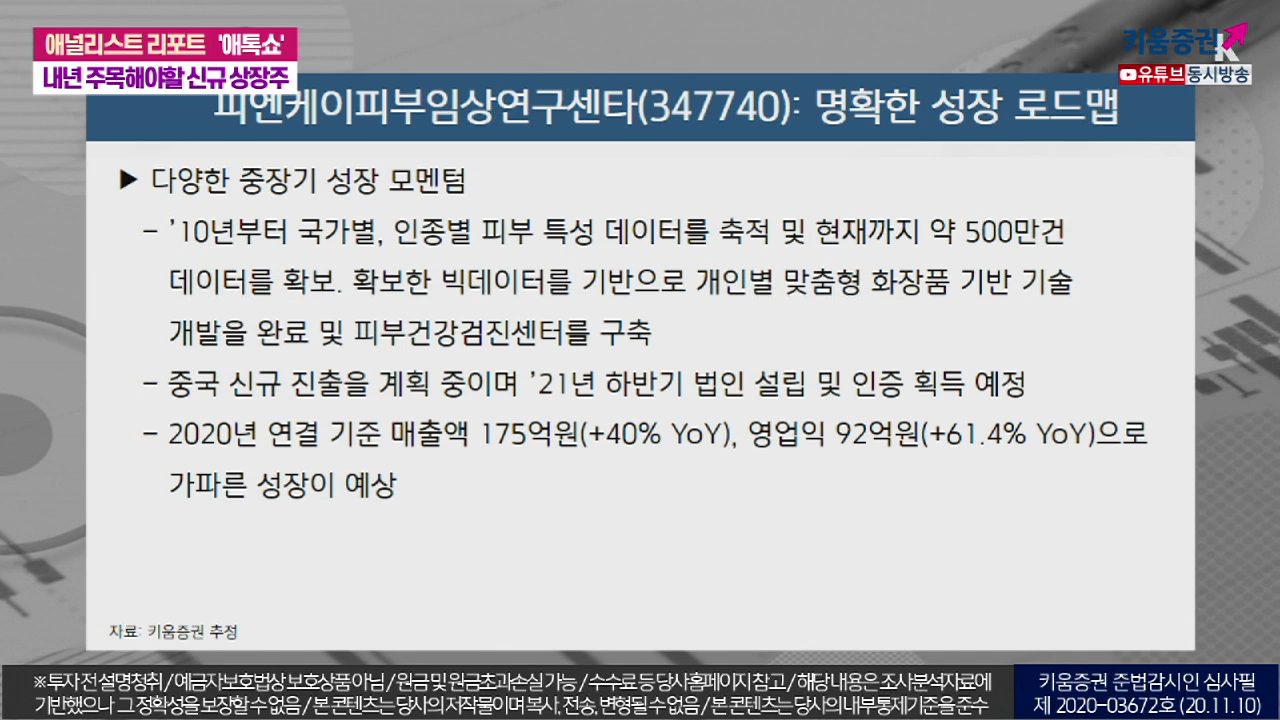 애널리스트 리포트 '애톡쇼'
내년 주목해야할 신규 상장주
키움증권
유튜브 동시방송
피엔케이피부임상연구센타(347740): 명확한 성장 로드맵
▶ 다양한 중장기 성장 모멘텀
– ’10년부터 국가별, 인종별 피부 특성 데이터를 축적 및 현재까지 약 500만건
데이터를 확보. 확보한 빅데이터를 기반으로 개인별 맞춤형 화장품 기반 기술
개발을 완료 및 피부건강검진센터를 구축
– 중국 신규 진출을 계획 중이며 ’21년 하반기 법인 설립 및 인증 획득 예정
– 2020년 연결 기준 매출액 175억원(+40% YoY), 영업익 92억원(+61.4% YoY)으로
가파른 성장이 예상
자료: 키움증권 추정
※ 투자 전 설명청취 / 예금자보호법상 보호상품 아님 / 원금 및 원금초과손실 가능 / 수수료 등 당사홈페이지 참고 / 해당 내용은 조사분석자료에
기반했으나 그 정확성을 보장할 수 없음 / 본 콘텐츠는 당사의 저작물이며 복사, 전송, 변형될 수 없음 / 본 콘텐츠는 당사의 내부통제기준을 준수
키움증권 준법감시인 심사필
제 2020-03672호 (20.11.10)